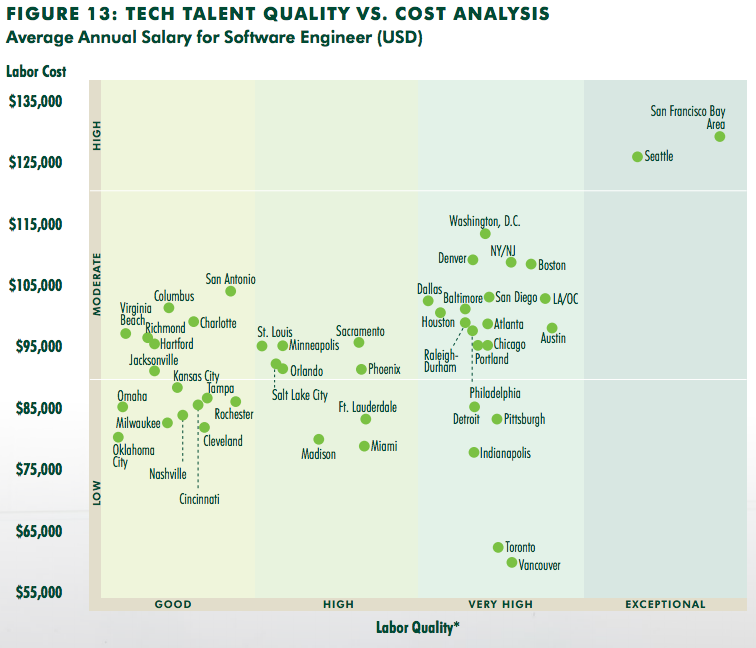 FIGURE 13: TECH TALENT QUALITY VS. COST ANALYSIS
Average Annual Salary for Software Engineer (USD)
Labor Cost
$135,000
$125,000
$115,000
$105,000
$95,000
$85,000
$75,000
$65,000
$55,000
HIGH
MODERATE
LOW
San Francisco Bay
Area
Seattle
Washington, D.C.
Denver
NY/NJ
Boston
San Antonio
Columbus
Virginia
Beach
Richmond
Charlotte
Hartford
Jacksonville
Dallas
Baltimore
San Diego
LA/OC
Houston
Atlanta
Austin
St. Louis
Minneapolis
Sacramento
Raleigh-
Durham
Chicago
Portland
Orlando
Phoenix
Kansas City
Tampa
Salt Lake City
Philadelphia
Omaha
Rochester
Ft. Lauderdale
Milwaukee
Cleveland
Detroit
Pittsburgh
Oklahoma
City
Madison
Miami
Indianapolis
Nashville
Cincinnati
Toronto
Vancouver
GOOD
HIGH
VERY HIGH
EXCEPTIONAL
Labor Quality*